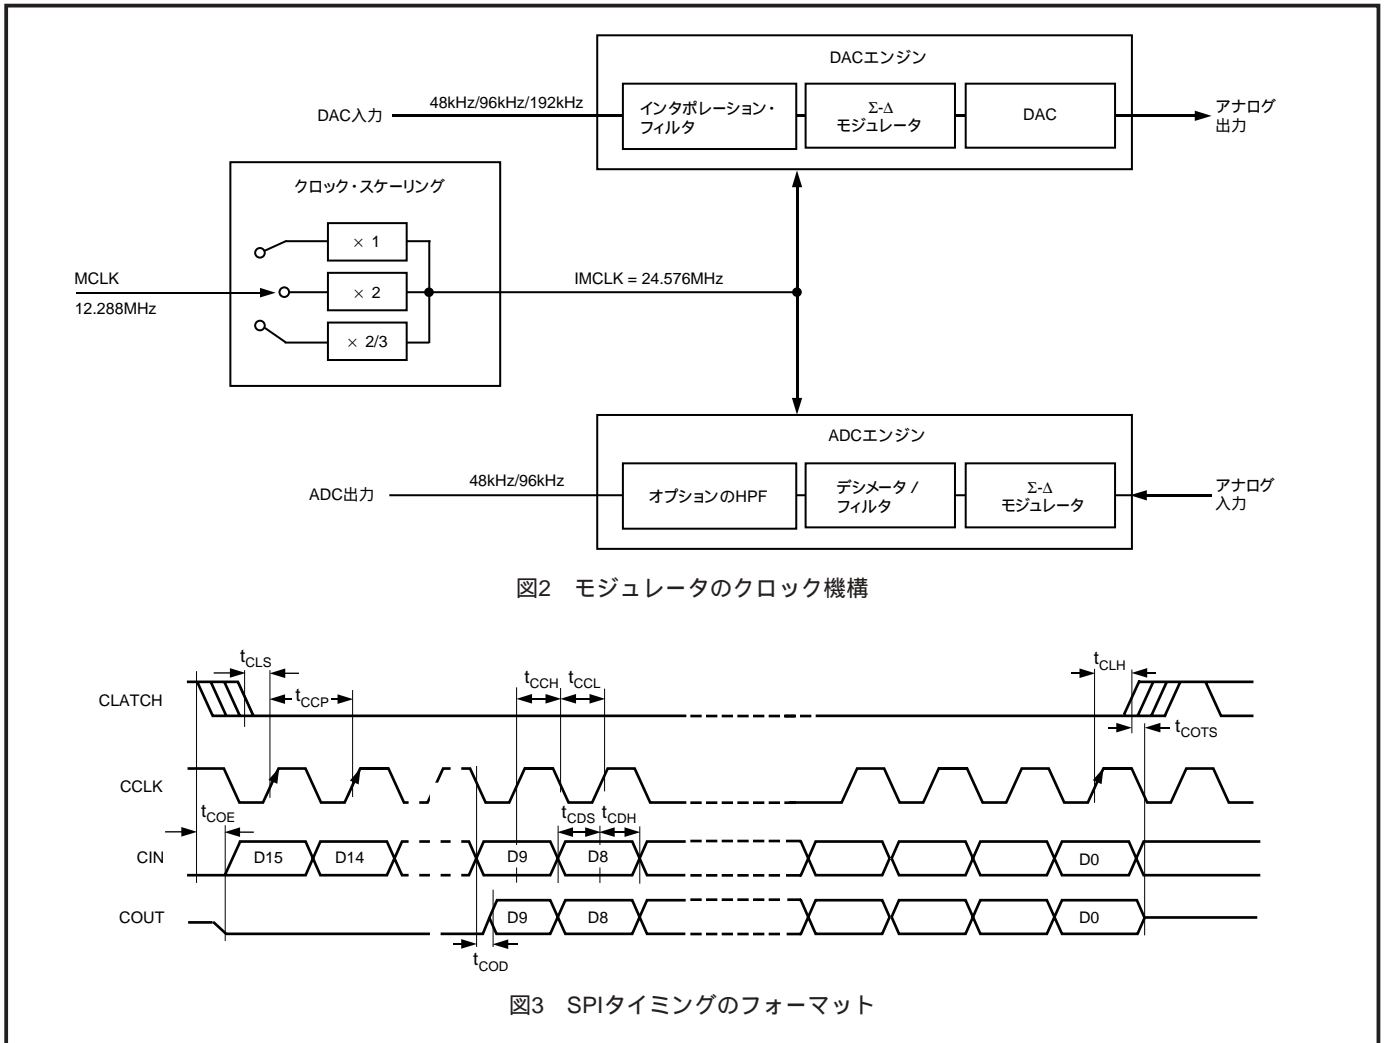 DACエンジン
DAC入力
48kHz/96kHz/192kHz
インタポレーション・
フィルタ
Σ-Δ
モジュレータ
DAC
アナログ
出力
クロック・スケーリング
× 1
MCLK
12.288MHz
× 2
× 2/3
IMCLK = 24.576MHz
ADCエンジン
ADC出力
48kHz/96kHz
オプションのHPF
デシメータ /
フィルタ
Σ-Δ
モジュレータ
アナログ
入力
図2 モジュレータのクロック機構
tCLS
tCCP
tCCH
tCCL
tCLH
CLATCH
tCOTS
CCLK
tCOE
tCDS
tCDH
CIN
D15
D14
D9
D8
D0
COUT
D9
D8
D0
tCOD
図3 SPIタイミングのフォーマット